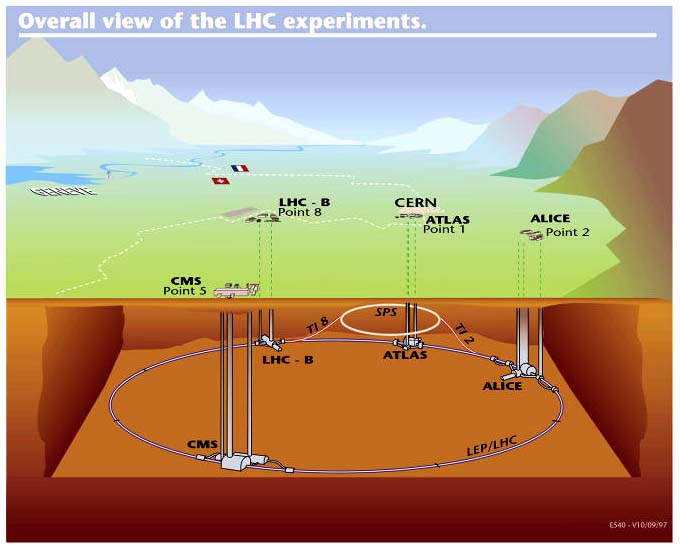 Overall view of the LHC experiments.
GENEVE
LHC - B
Point 8
CERN
ATLAS
Point 1
ALICE
Point 2
CMS
Point 5
SPS
TI 8
TI 2
LHC - B
ATLAS
ALICE
CMS
LEP/LHC
E540 - V10/09/97